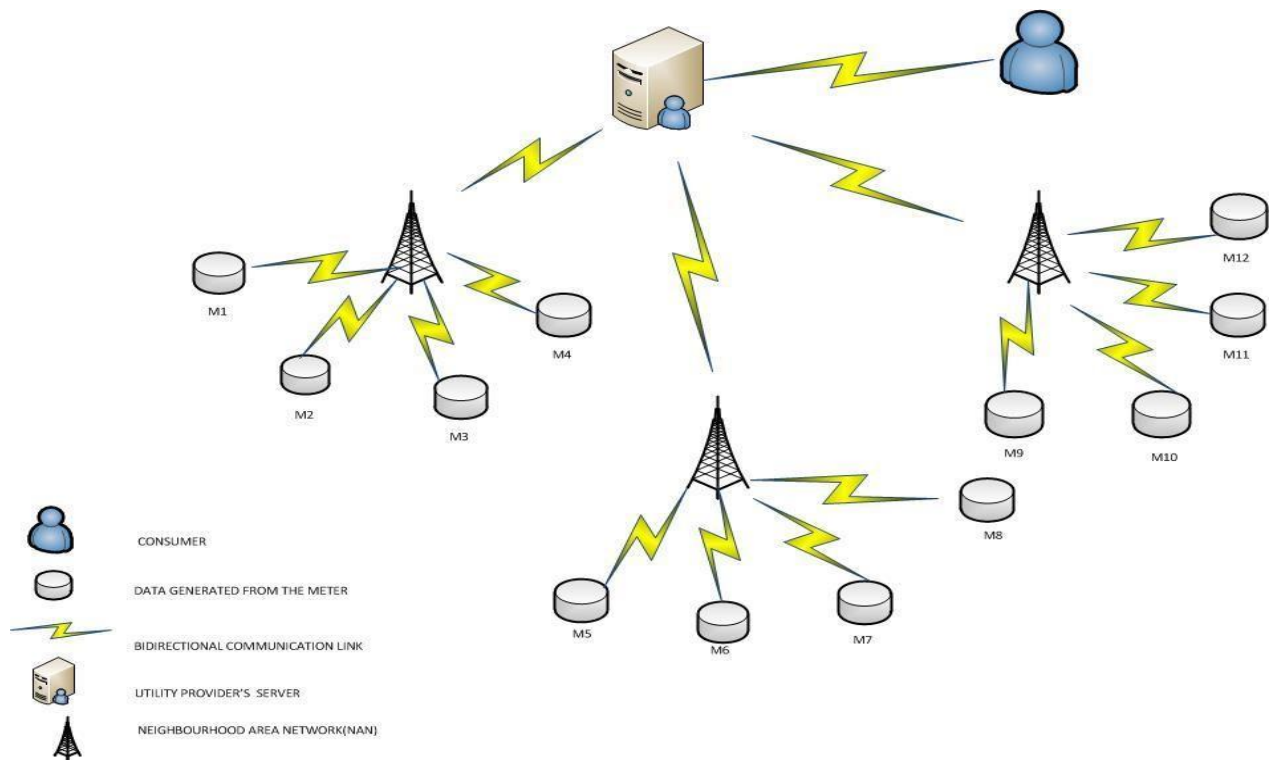 M12
M1
M4
M11
M2
M3
M9
M10
M8
M5
M6
M7
CONSUMER
DATA GENERATED FROM THE METER
BIDIRECTIONAL COMMUNICATION LINK
UTILITY PROVIDER'S SERVER
NEIGHBOURHOOD AREA NETWORK(NAN)